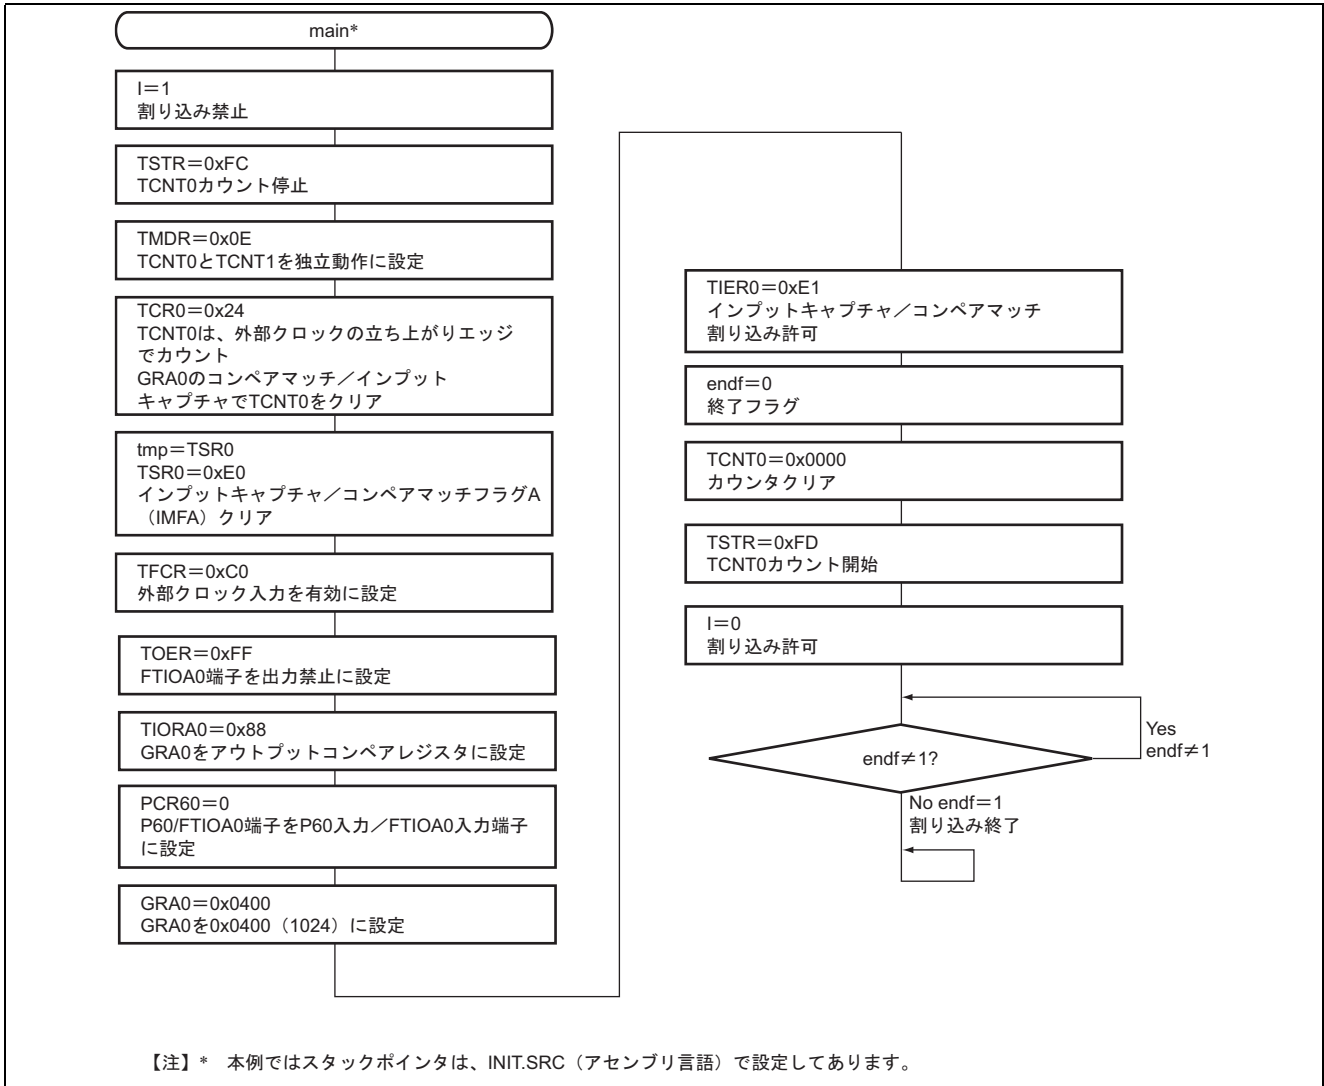 main*
I＝1
割り込み禁止
TSTR＝0xFC
TCNT0カウント停止
TMDR＝0x0E
TCNT0とTCNT1を独立動作に設定
TCR0＝0x24
TCNT0は、外部クロックの立ち上がりエッジ
でカウント
GRA0のコンペアマッチ／インプット
キャプチャでTCNT0をクリア
tmp＝TSR0
TSR0＝0xE0
インプットキャプチャ／コンペアマッチフラグA
（IMFA）クリア
TFCR＝0xC0
外部クロック入力を有効に設定
TOER＝0xFF
FTIOA0端子を出力禁止に設定
TIORA0＝0x88
GRA0をアウトプットコンペアレジスタに設定
PCR60＝0
P60/FTIOA0端子をP60入力／FTIOA0入力端子
に設定
GRA0＝0x0400
GRA0を0x0400（1024）に設定
TIER0＝0xE1
インプットキャプチャ／コンペアマッチ
割り込み許可
endf＝0
終了フラグ
TCNT0＝0x0000
カウンタクリア
TSTR＝0xFD
TCNT0カウント開始
I＝0
割り込み許可
endf≠1?
Yes
endf≠1
No endf＝1
割り込み終了
【注】* 本例ではスタックポインタは、INIT.SRC（アセンブリ言語）で設定してあります。